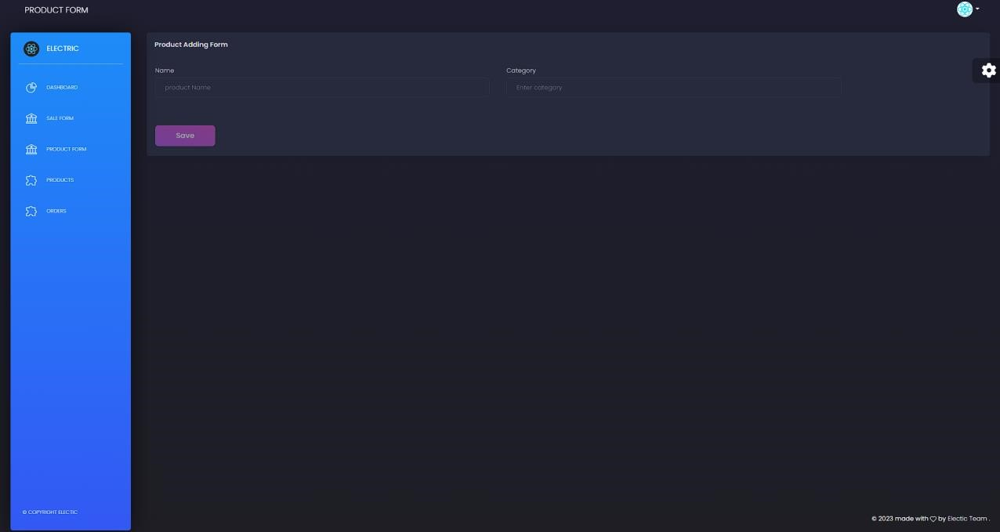 PRODUCT FORM
ELECTRIC
DASHBOARD
SALE FORM
PRODUCT FORM
PRODUCTS
ORDERS
© COPYRIGHT ELECTIC
Product Adding Form
Name
Category
product Name
Enter category
Save
© 2023 made with ♡ by Electic Team .